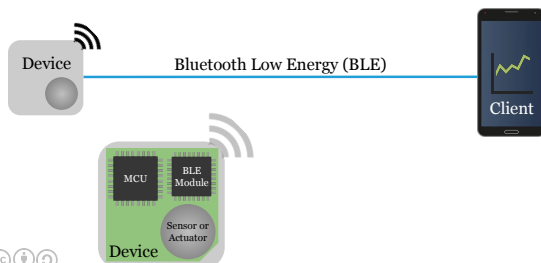 Device
Bluetooth Low Energy (BLE)
Client
MCU
BLE
Module
Sensor or
Actuator
Device